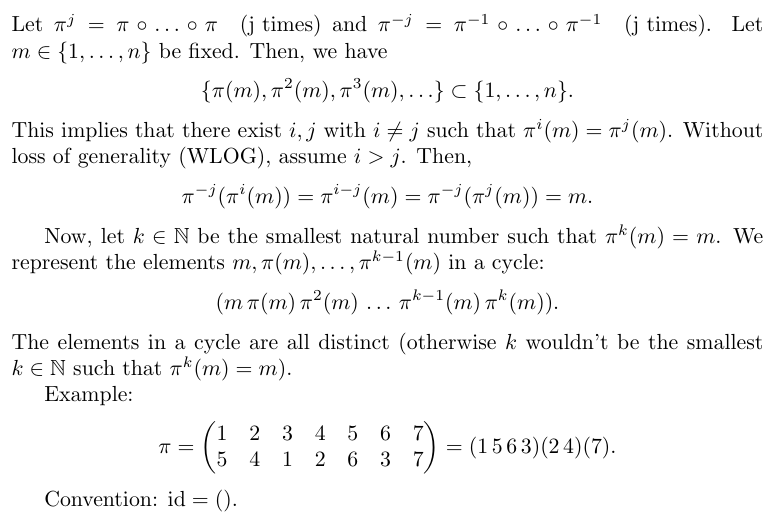 Let π^j = π ∘ … ∘ π (j times) and π^{−j} = π^{−1} ∘ … ∘ π^{−1} (j times). Let
m ∈ {1, … , n} be fixed. Then, we have
{π(m), π^2(m), π^3(m), …} ⊂ {1, … , n}.
This implies that there exist i, j with i ≠ j such that π^i(m) = π^j(m). Without
loss of generality (WLOG), assume i > j. Then,
π^{−j}(π^i(m)) = π^{i−j}(m) = π^{−j}(π^j(m)) = m.
Now, let k ∈ ℕ be the smallest natural number such that π^k(m) = m. We
represent the elements m, π(m), … , π^{k−1}(m) in a cycle:
(m π(m) π^2(m) … π^{k−1}(m) π^k(m)).
The elements in a cycle are all distinct (otherwise k wouldn't be the smallest
k ∈ ℕ such that π^k(m) = m).
Example:
π = (1 2 3 4 5 6 7
5 4 1 2 6 3 7) = (1 5 6 3)(2 4)(7).
Convention: id = ().